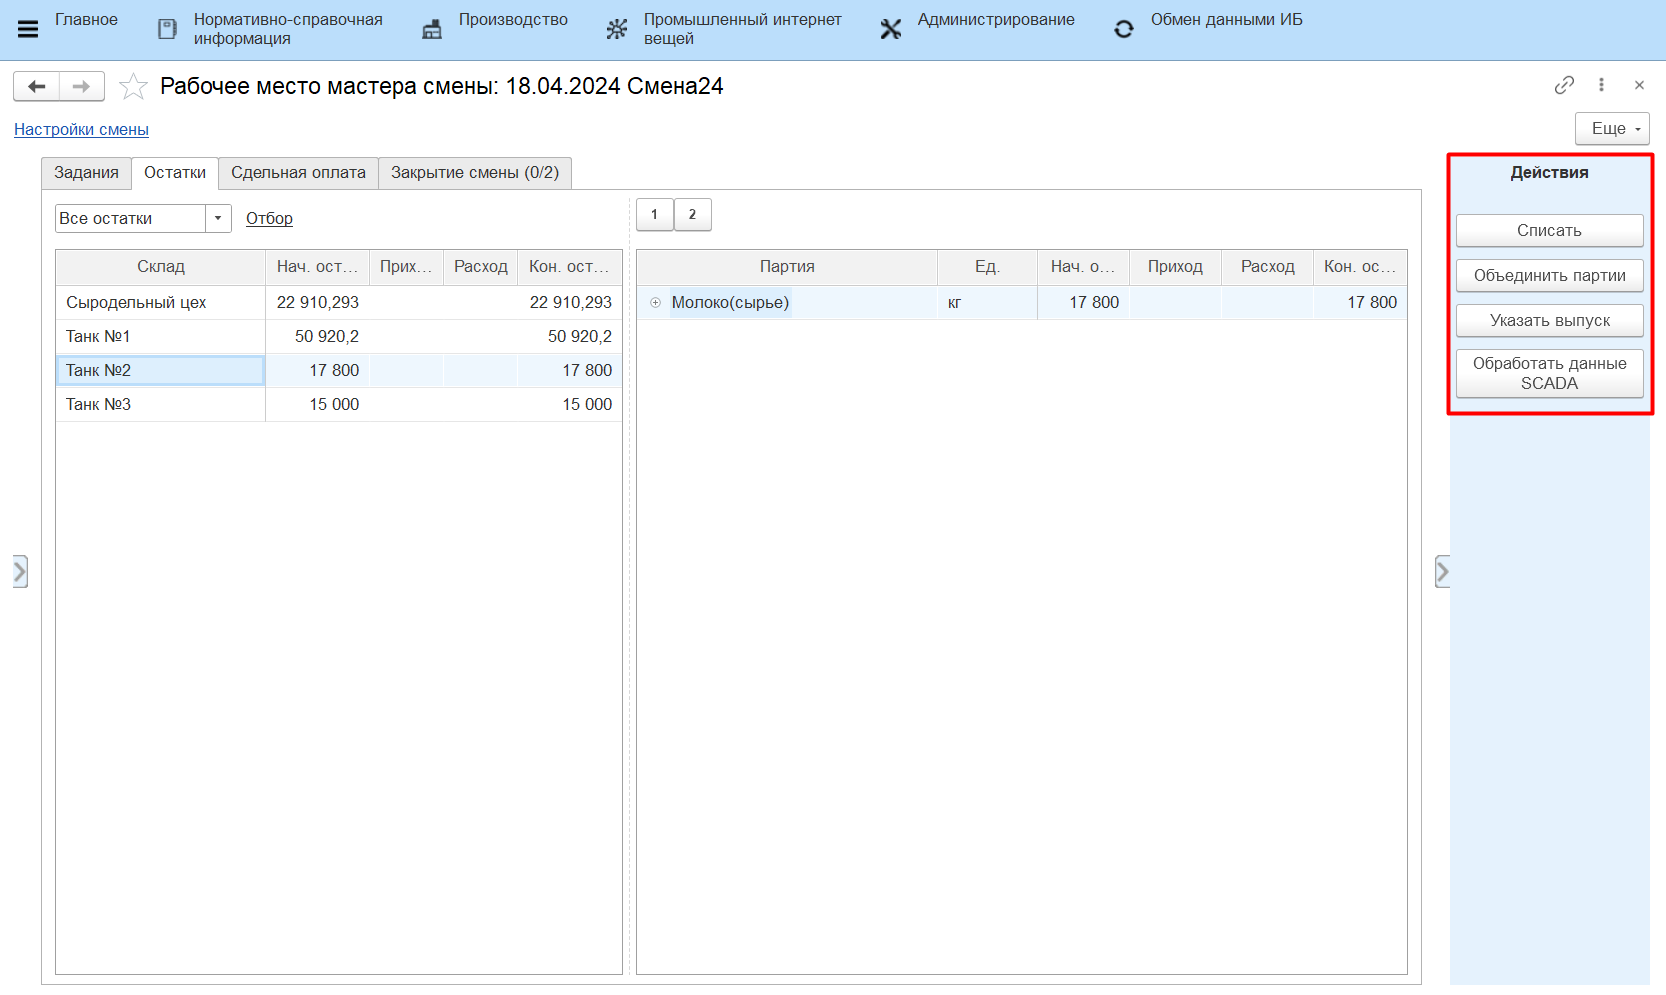 Главное
Нормативно-справочная
информация
Производство
Промышленный интернет
вещей
Администрирование
Обмен данными ИБ
Рабочее место мастера смены: 18.04.2024 Смена24
Настройки смены
Еще
Задания Остатки Сдельная оплата Закрытие смены (0/2)
Все остатки Отбор
1 2
Склад Нач. ост... Прих... Расход Кон. ост...
Сыродельный цех 22 910,293 22 910,293
Танк №1 50 920,2 50 920,2
Танк №2 17 800 17 800
Танк №3 15 000 15 000
Партия Ед. Нач. о... Приход Расход Кон. ос...
Молоко(сырье) кг 17 800 17 800
Действия
Списать
Объединить партии
Указать выпуск
Обработать данные
SCADA